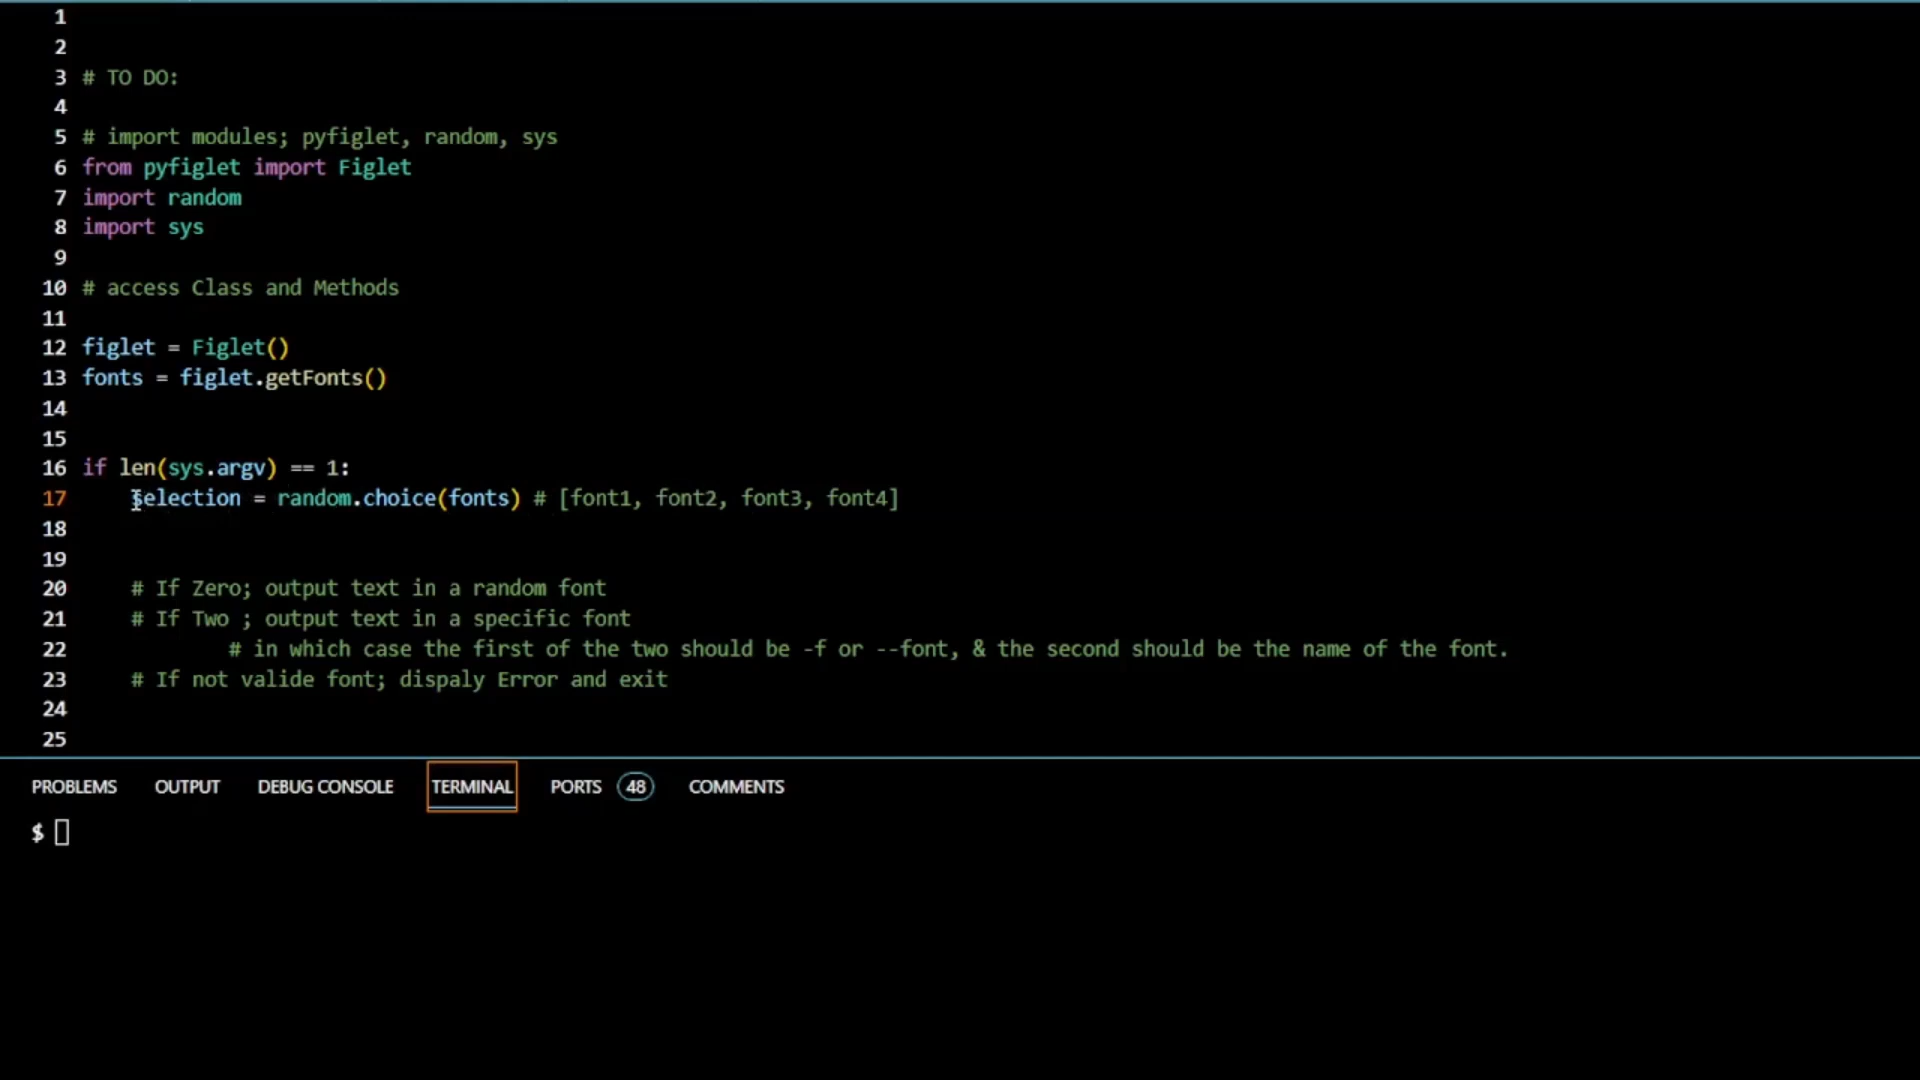 1
2
3 # TO DO:
4
5 # import modules; pyfiglet, random, sys
6 from pyfiglet import Figlet
7 import random
8 import sys
9
10 # access Class and Methods
11
12 figlet = Figlet()
13 fonts = figlet.getFonts()
14
15
16 if len(sys.argv) == 1:
17     selection = random.choice(fonts) # [font1, font2, font3, font4]
18
19
20     # If Zero; output text in a random font
21     # If Two ; output text in a specific font
22             # in which case the first of the two should be -f or --font, & the second should be the name of the font.
23     # If not valide font; dispaly Error and exit
24
25
PROBLEMS OUTPUT DEBUG CONSOLE TERMINAL PORTS 48 COMMENTS
$